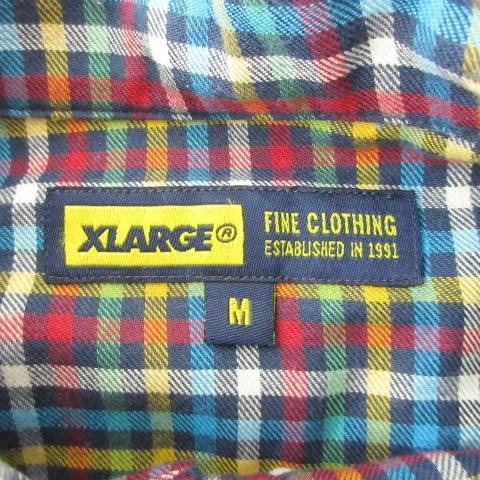 XLARGE®
FINE CLOTHING
ESTABLISHED IN 1991
M